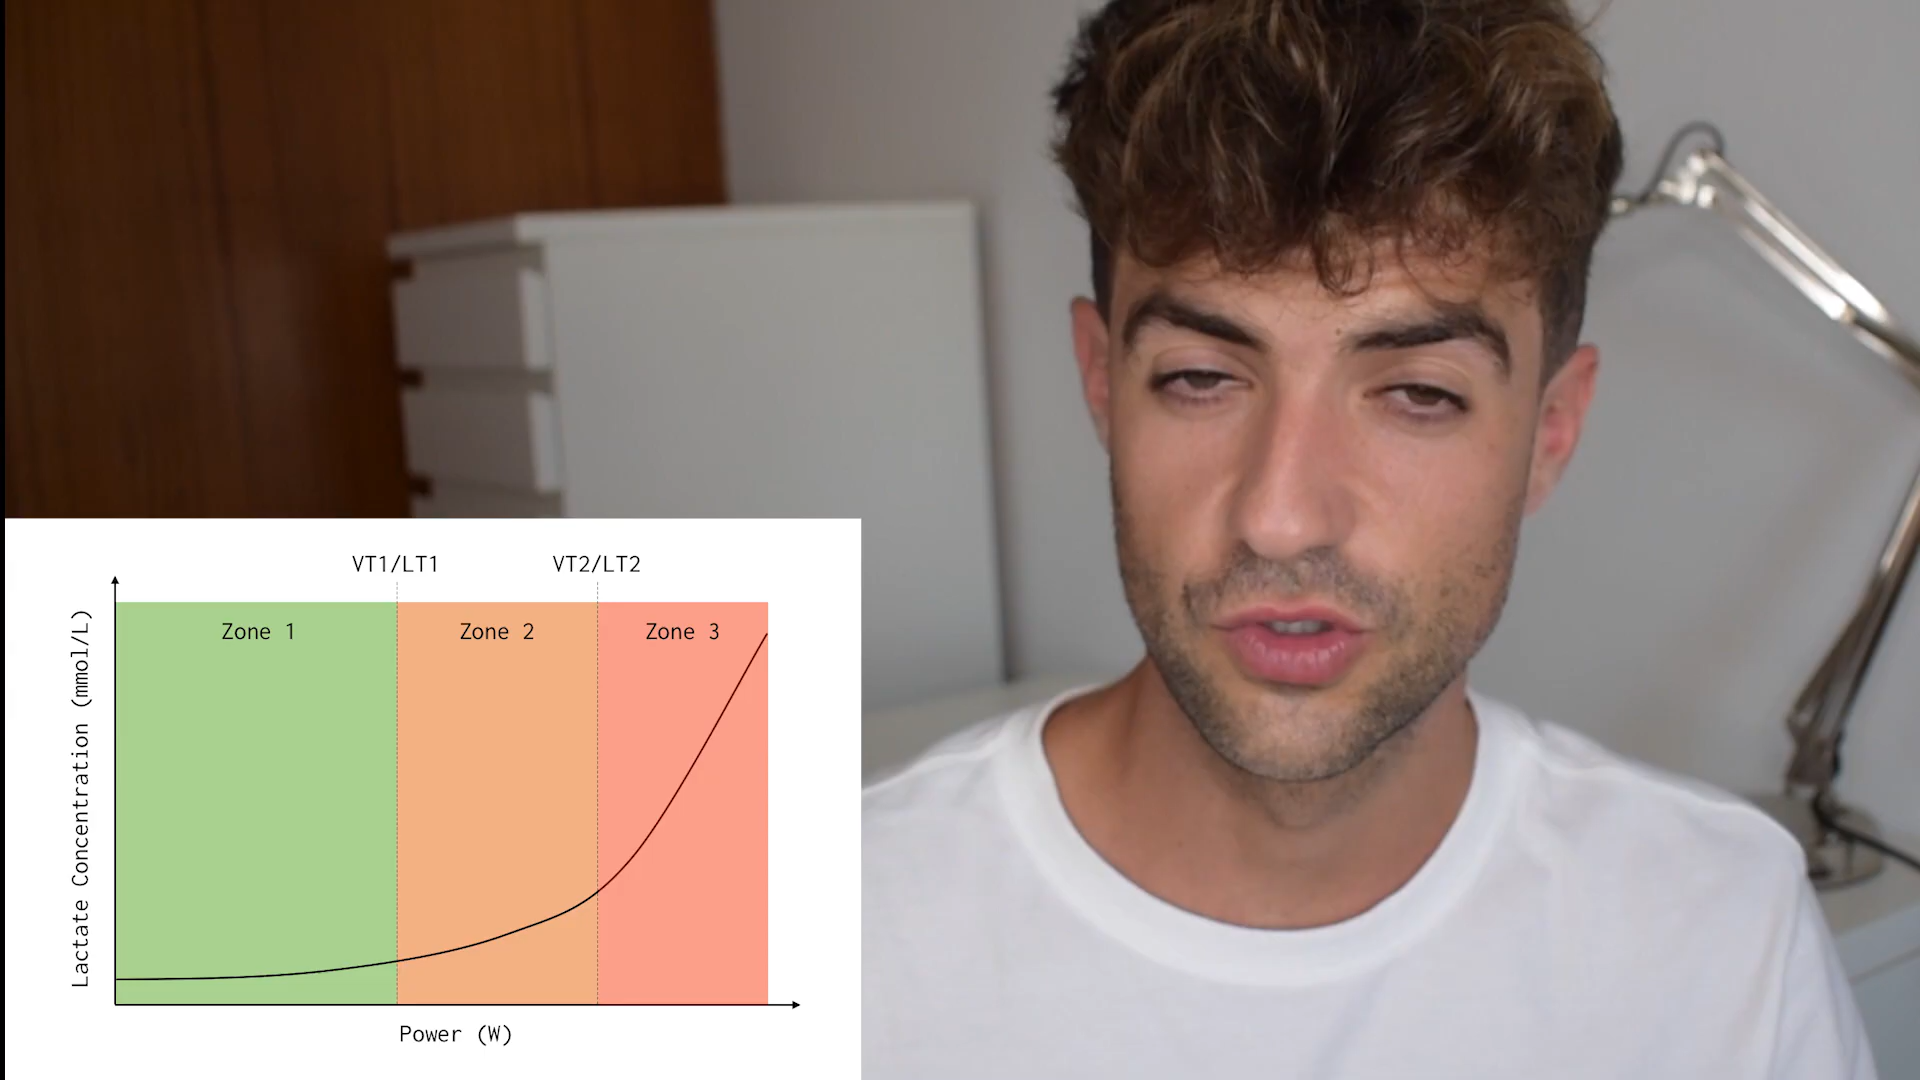 VT1/LT1 VT2/LT2
Zone 1 Zone 2 Zone 3
Lactate Concentration (mmol/L)
Power (W)